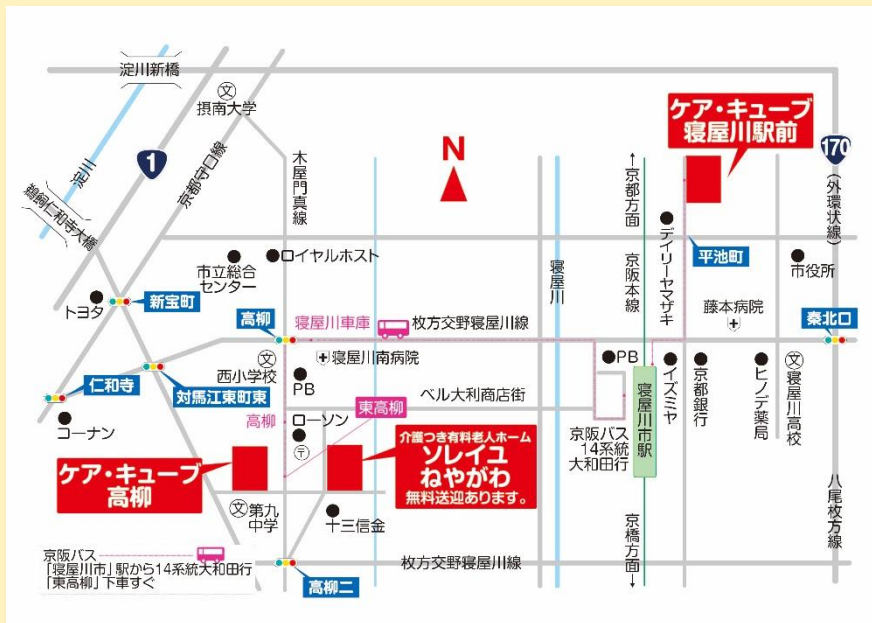 淀川新橋
摂南大学
1
淀川
京都守口線
鵜飼仁和寺大橋
木屋門真線
N
ケア・キューブ
寝屋川駅前
170
(外環状線)
←京都方面
京阪本線
寝屋川
デイリーヤマザキ
平池町
市役所
市立総合
センター
ロイヤルホスト
トヨタ
新宝町
高柳
寝屋川車庫
枚方交野寝屋川線
藤本病院
秦北口
文
西小学校
寝屋川南病院
PB
PB
イズミヤ
京都銀行
ヒノデ薬局
文
寝屋川高校
仁和寺
対馬江東町東
ベル大利商店街
東高柳
寝屋川市駅
コーナン
高柳
ローソン
〒
京阪バス
14系統
大和田行
ケア・キューブ
高柳
介護つき有料老人ホーム
ソレイユ
ねやがわ
無料送迎あります。
文
第九
中学
十三信金
八尾枚方線
京橋方面→
京阪バス
「寝屋川市」駅から14系統大和田行
「東高柳」下車すぐ
高柳二
枚方交野寝屋川線
文